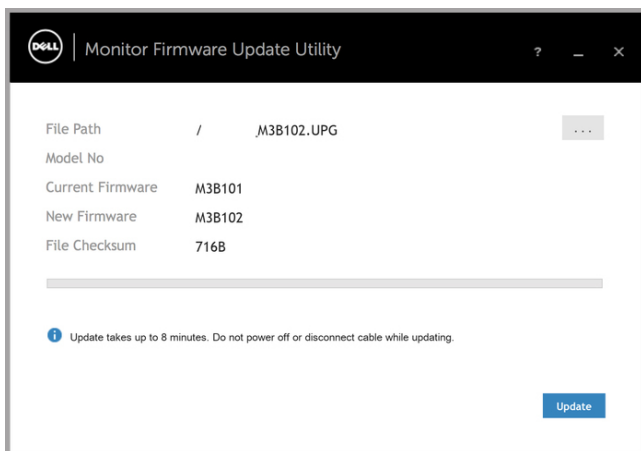 DELL Monitor Firmware Update Utility ? _ ×
File Path / _M3B102.UPG ...
Model No
Current Firmware M3B101
New Firmware M3B102
File Checksum 716B
i Update takes up to 8 minutes. Do not power off or disconnect cable while updating.
Update